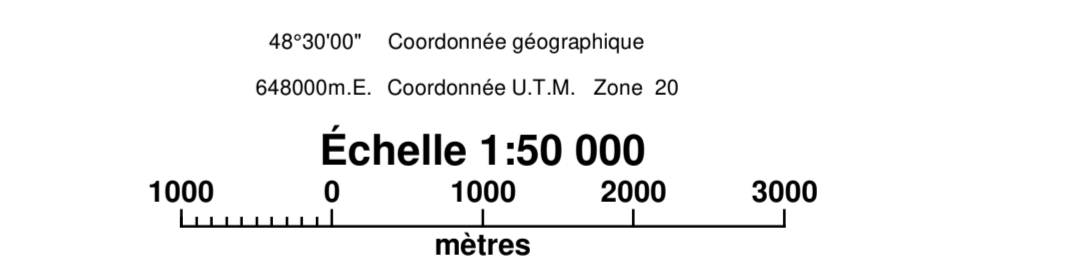 48°30'00" Coordonnée géographique
648000m.E. Coordonnée U.T.M. Zone 20
Échelle 1:50 000
1000 0 1000 2000 3000
mètres